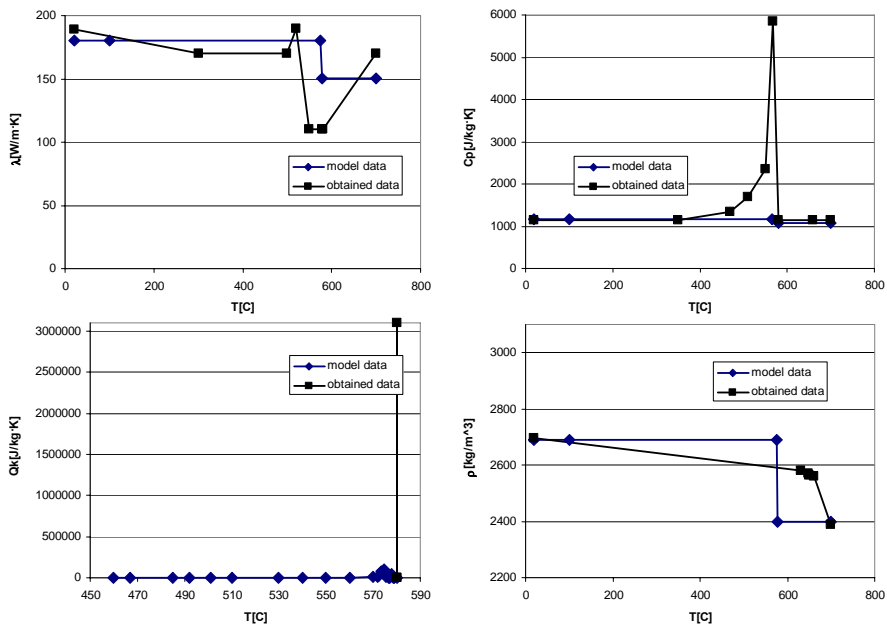 200
150
100
50
0
0 200 400 600 800
λ[W/m·K]
T[C]
model data
obtained data
6000
5000
4000
3000
2000
1000
0
0 200 400 600 800
Cp[J/kg·K]
T[C]
model data
obtained data
3000000
2500000
2000000
1500000
1000000
500000
0
450 470 490 510 530 550 570 590
Qk[J/kg·K]
T[C]
model data
obtained data
3000
2800
2600
2400
2200
0 200 400 600 800
ρ[kg/m^3]
T[C]
model data
obtained data